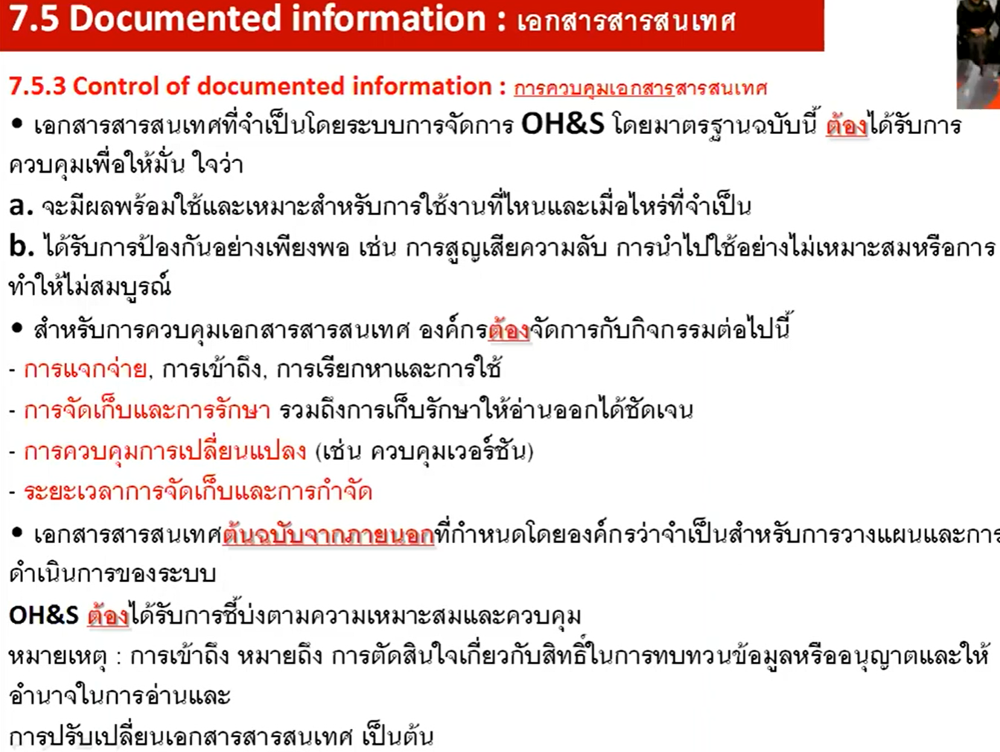 7.5 Documented information : เอกสารสารสนเทศ
7.5.3 Control of documented information : การควบคุมเอกสารสารสนเทศ
• เอกสารสารสนเทศที่จำเป็นโดยระบบการจัดการ OH&S โดยมาตรฐานฉบับนี้ ต้องได้รับการ
ควบคุมเพื่อให้มั่น ใจว่า
a. จะมีผลพร้อมใช้และเหมาะสำหรับการใช้งานที่ไหนและเมื่อไหร่ที่จำเป็น
b. ได้รับการป้องกันอย่างเพียงพอ เช่น การสูญเสียความลับ การนำไปใช้อย่างไม่เหมาะสมหรือการ
ทำให้ไม่สมบูรณ์
• สำหรับการควบคุมเอกสารสารสนเทศ องค์กรต้องจัดการกับกิจกรรมต่อไปนี้
- การแจกจ่าย, การเข้าถึง, การเรียกหาและการใช้
- การจัดเก็บและการรักษา รวมถึงการเก็บรักษาให้อ่านออกได้ชัดเจน
- การควบคุมการเปลี่ยนแปลง (เช่น ควบคุมเวอร์ชัน)
- ระยะเวลาการจัดเก็บและการกำจัด
• เอกสารสารสนเทศต้นฉบับจากภายนอกที่กำหนดโดยองค์กรว่าจำเป็นสำหรับการวางแผนและการ
ดำเนินการของระบบ
OH&S ต้องได้รับการชี้บ่งตามความเหมาะสมและควบคุม
หมายเหตุ : การเข้าถึง หมายถึง การตัดสินใจเกี่ยวกับสิทธิ์ในการทบทวนข้อมูลหรืออนุญาตและให้
อำนาจในการอ่านและ
การปรับเปลี่ยนเอกสารสารสนเทศ เป็นต้น